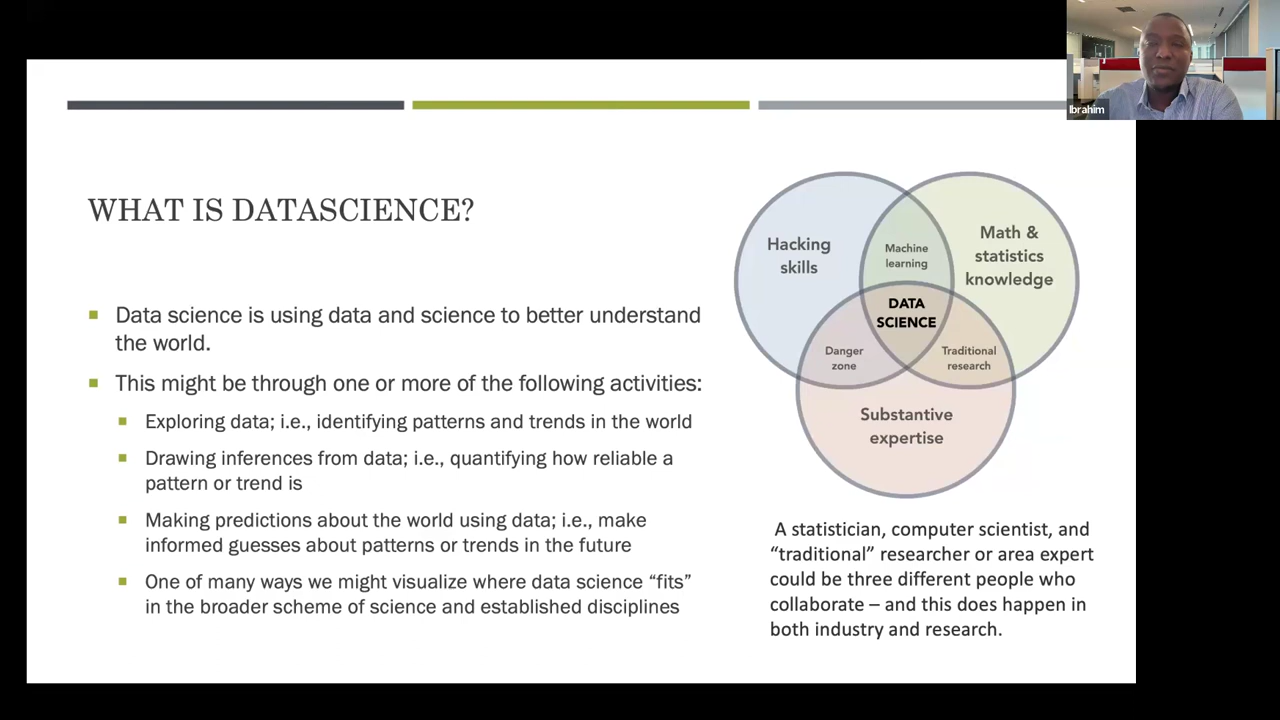 Ibrahim
WHAT IS DATASCIENCE?
Data science is using data and science to better understand
the world.
This might be through one or more of the following activities:
Exploring data; i.e., identifying patterns and trends in the world
Drawing inferences from data; i.e., quantifying how reliable a
pattern or trend is
Making predictions about the world using data; i.e., make
informed guesses about patterns or trends in the future
One of many ways we might visualize where data science “fits”
in the broader scheme of science and established disciplines
Hacking
skills
Machine
learning
Math &
statistics
knowledge
DATA
SCIENCE
Danger
zone
Traditional
research
Substantive
expertise
A statistician, computer scientist, and
“traditional” researcher or area expert
could be three different people who
collaborate – and this does happen in
both industry and research.